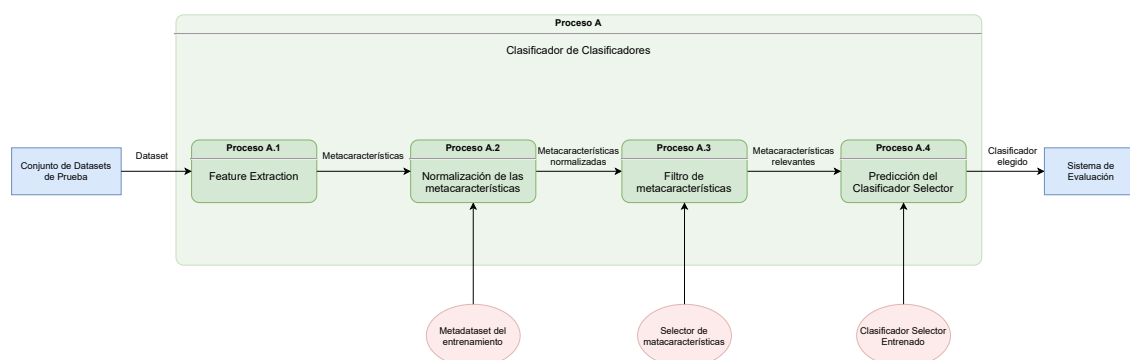 Proceso A
Clasificador de Clasificadores
Conjunto de Datasets
de Prueba
Dataset
Proceso A.1
Feature Extraction
Metacaracterísticas
Proceso A.2
Normalización de las
metacaracterísticas
Metacaracterísticas
normalizadas
Proceso A.3
Filtro de
metacaracterísticas
Metacaracterísticas
relevantes
Proceso A.4
Predicción del
Clasificador Selector
Clasificador
elegido
Sistema de
Evaluación
Metadataset del
entrenamiento
Selector de
matacaracterísticas
Clasificador Selector
Entrenado